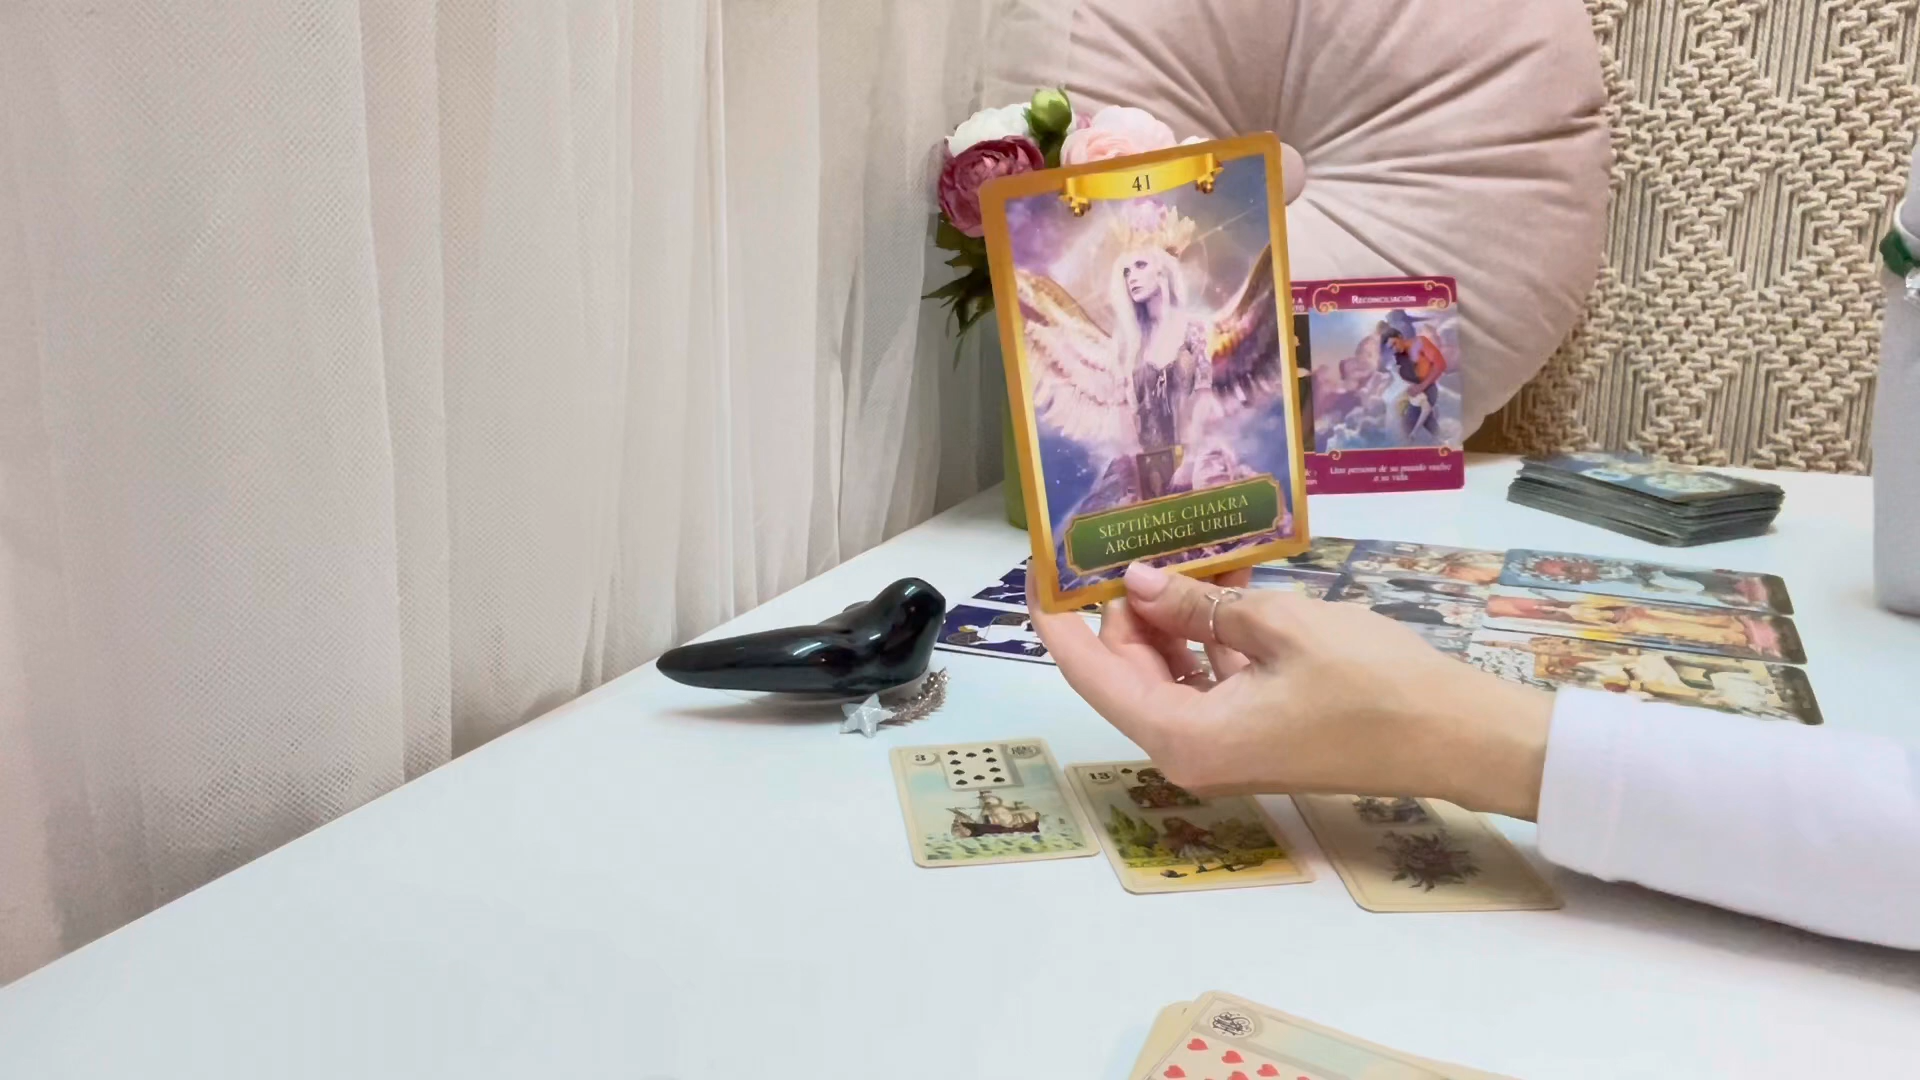 41
SEPTIÈME CHAKRA
ARCHANGE URIEL
RECONCILIACIÓN
Una persona de su pasado vuelve
a su vida
3
13